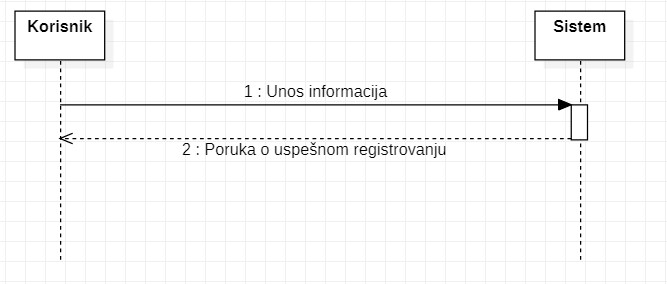 Korisnik
Sistem
1 : Unos informacija
2 : Poruka o uspešnom registrovanju